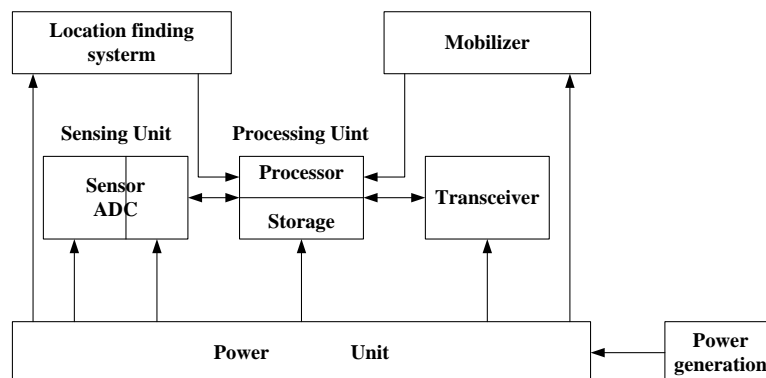 Location finding
systerm
Mobilizer
Sensing Unit
Processing Uint
Sensor
ADC
Processor
Storage
Transceiver
Power Unit
Power
generation